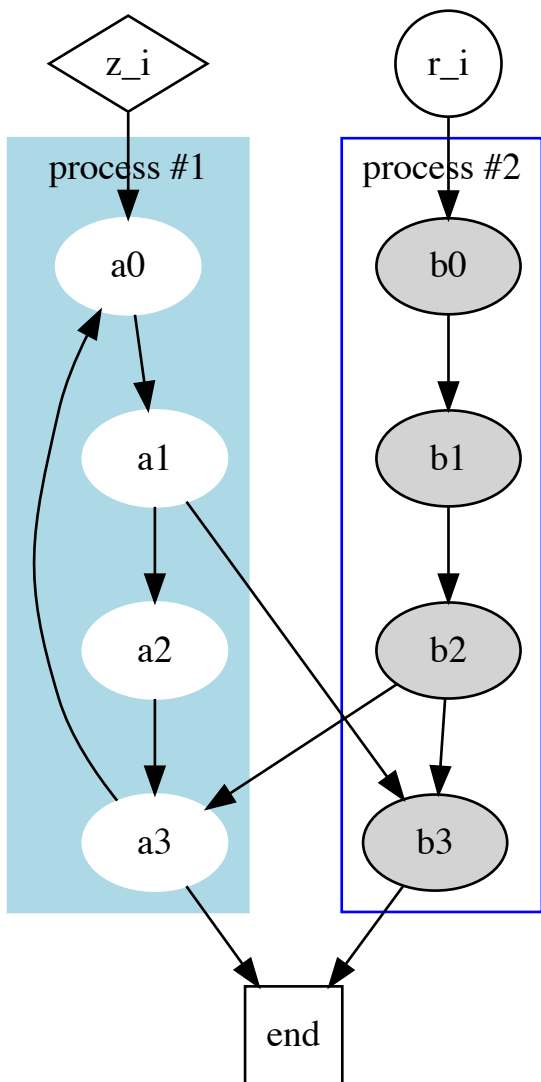 z_i
r_i
process #1
process #2
a0
b0
a1
b1
a2
b2
a3
b3
end